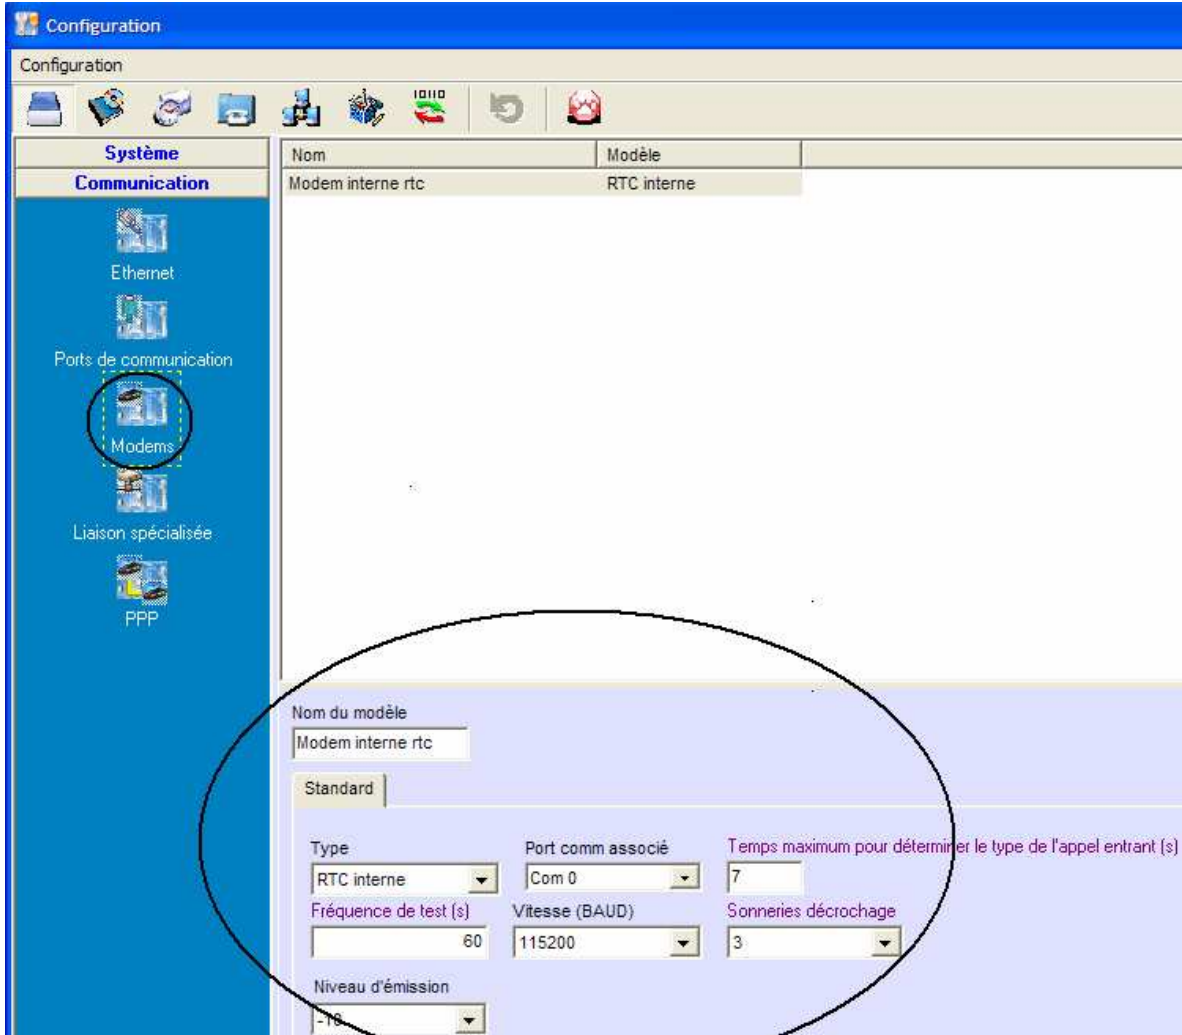 Configuration
Configuration
10110
Système
Communication
Ethernet
Ports de communication
Modems
Liaison spécialisée
PPP
Nom Modèle
Modem interne rtc RTC interne
Nom du modèle
Modem interne rtc
Standard
Type Port comm associé Temps maximum pour déterminer le type de l'appel entrant (s)
RTC interne Com 0 7
Fréquence de test (s) Vitesse (BAUD) Sonneries décrochage
60 115200 3
Niveau d'émission